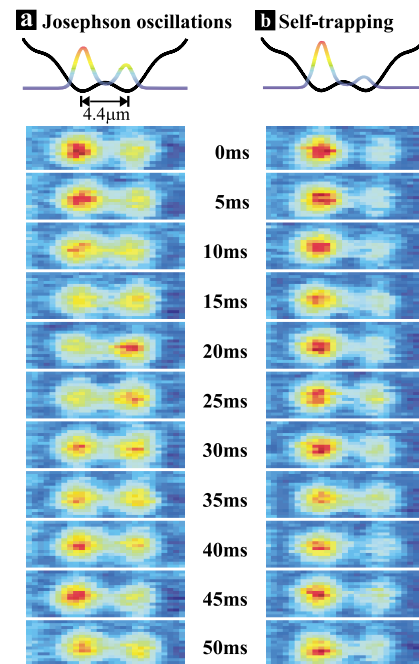 a Josephson oscillations
b Self-trapping
4.4μm
0ms
5ms
10ms
15ms
20ms
25ms
30ms
35ms
40ms
45ms
50ms